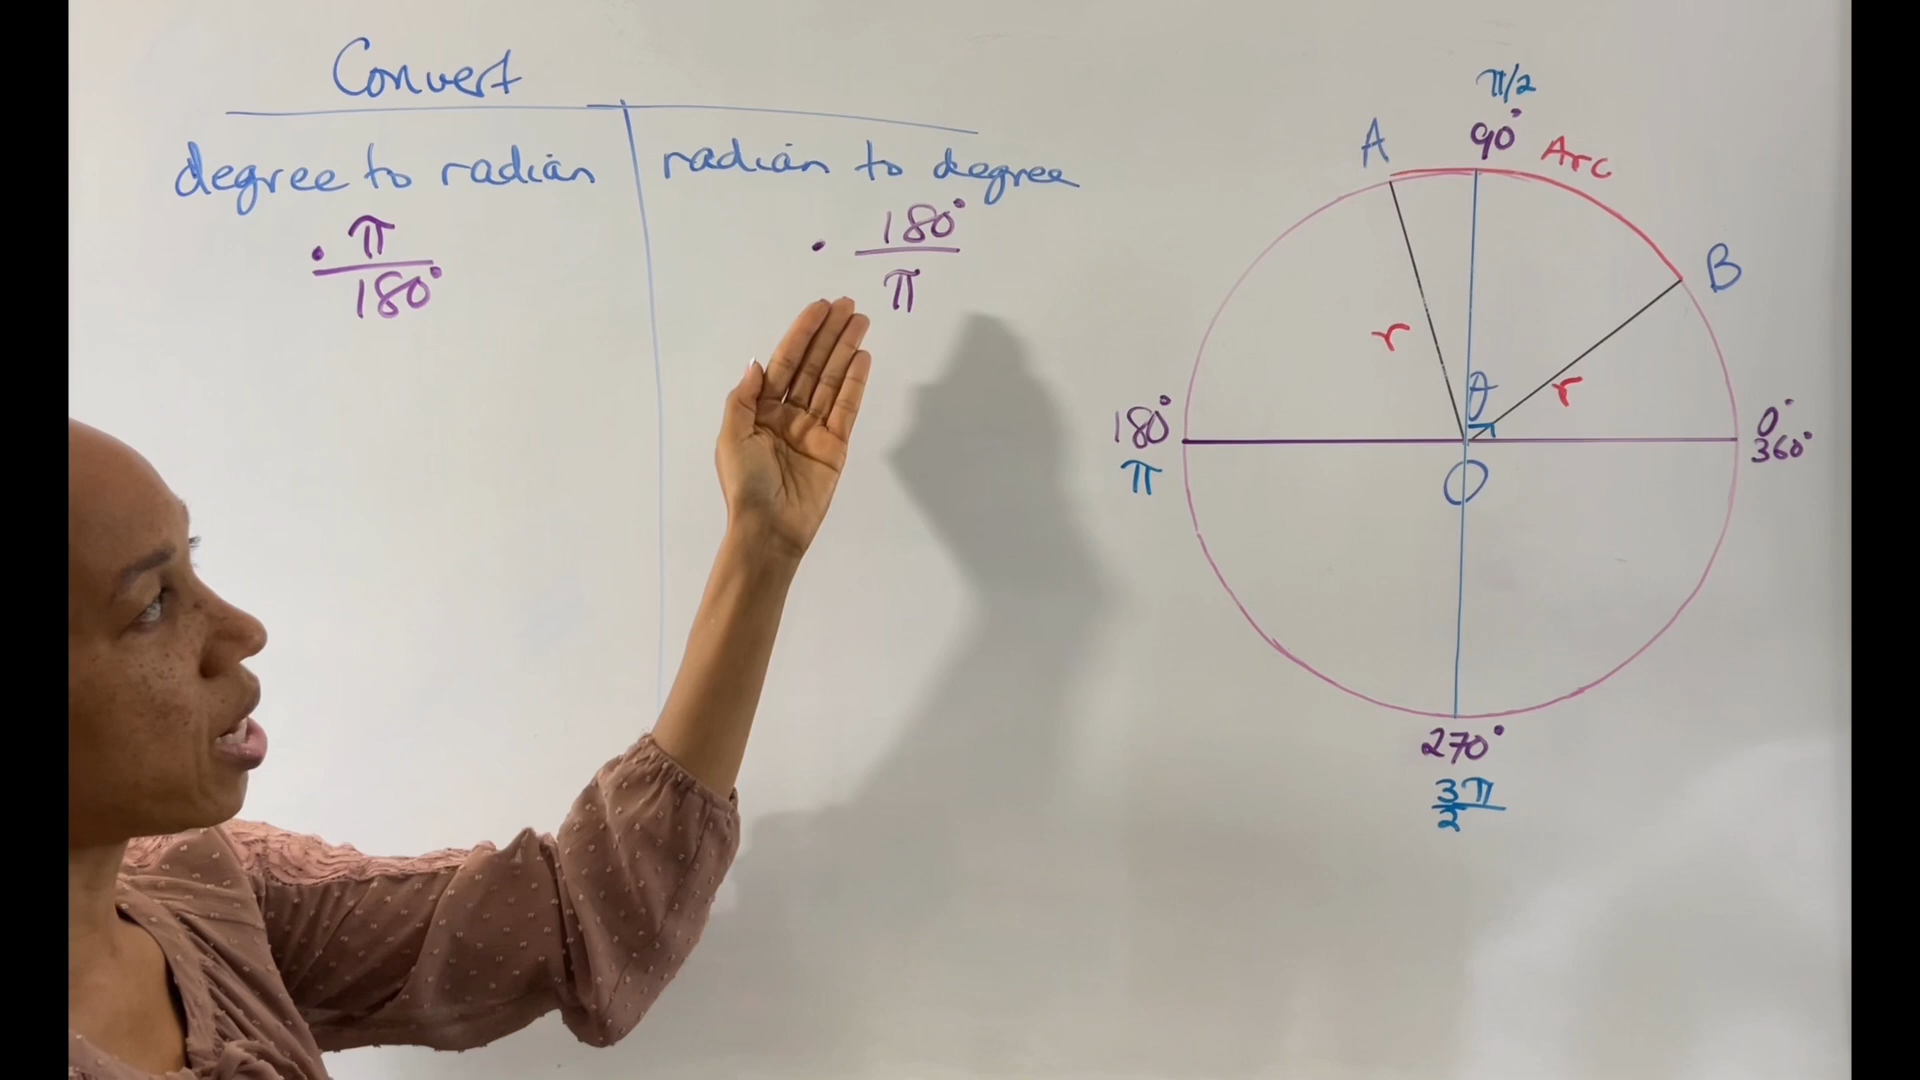 Convert
degree to radian
· π
180°
radian to degree
· 180°
π
π/2
90°
A
Arc
B
r
r
θ
180°
π
0°
360°
O
270°
3π
2